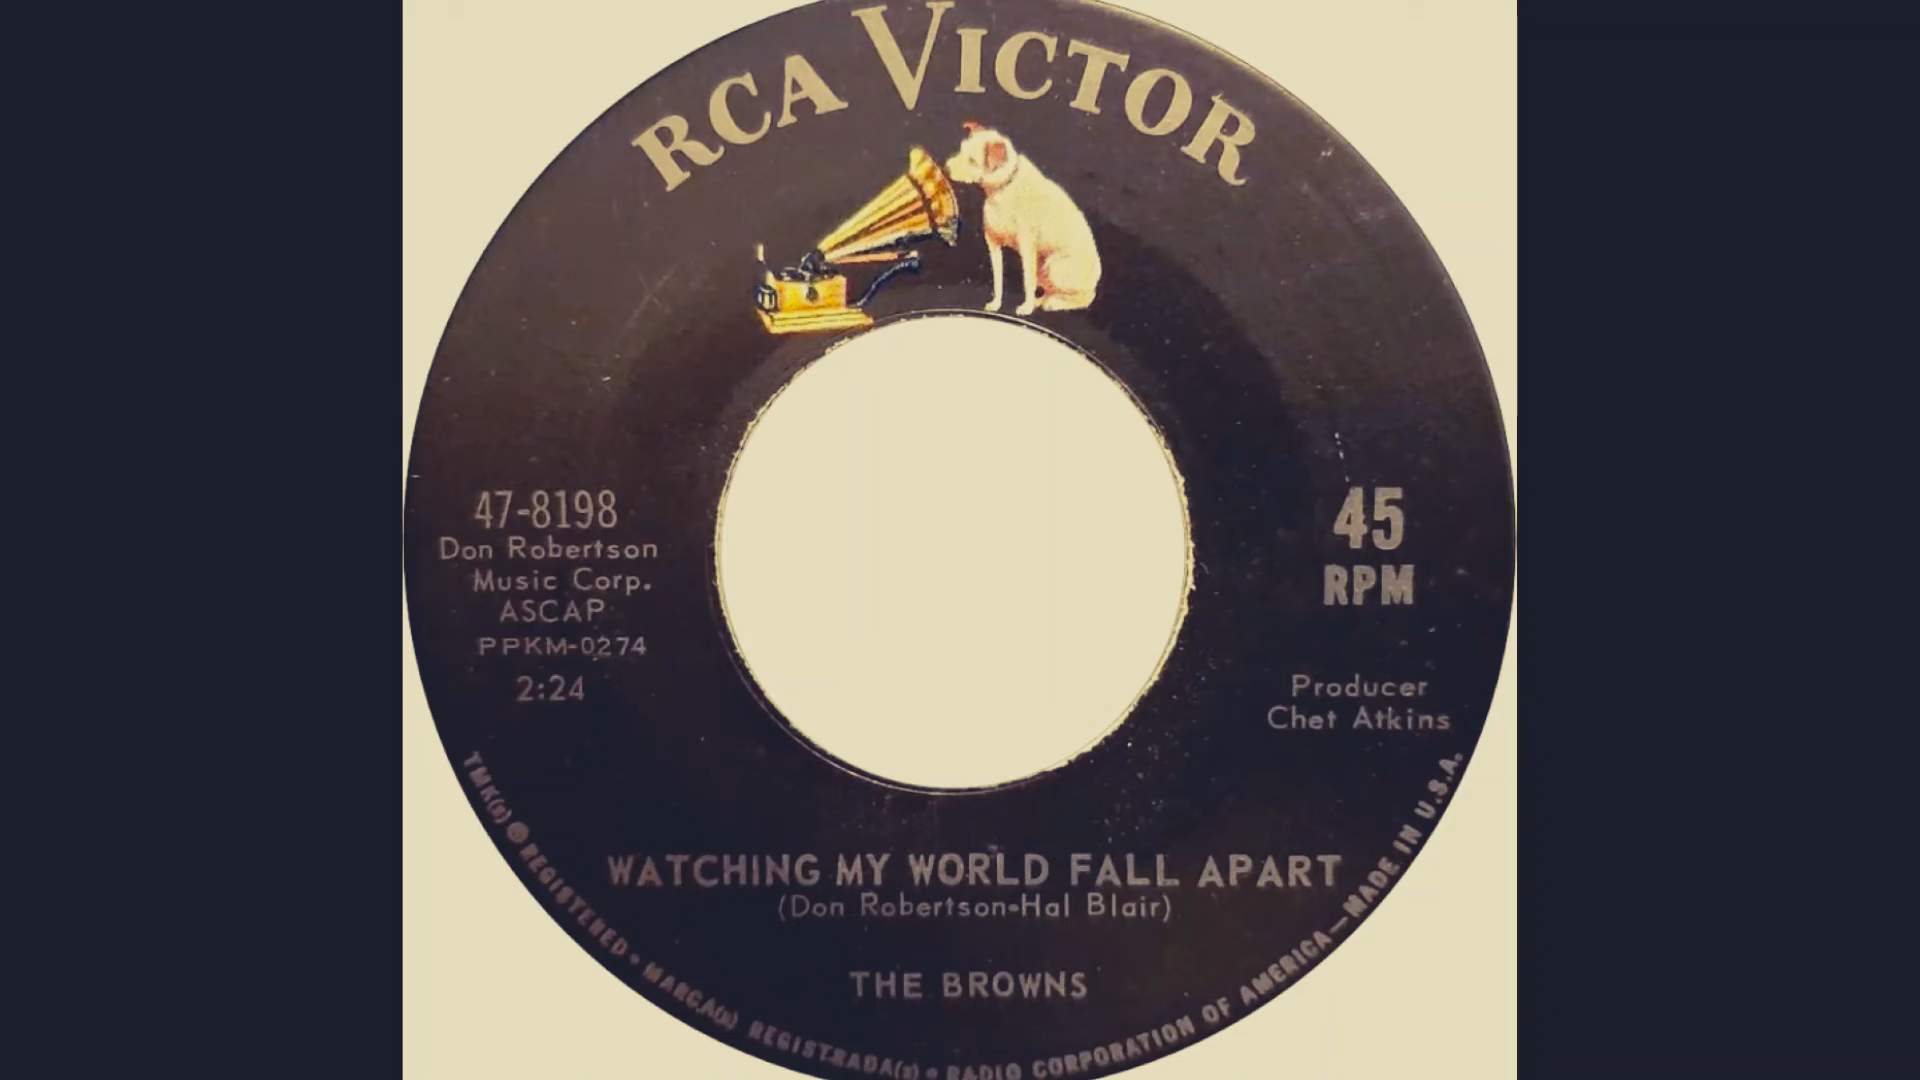 RCA VICTOR
47-8198
Don Robertson
Music Corp.
ASCAP
PPKM-0274
2:24
45
RPM
Producer
Chet Atkins
WATCHING MY WORLD FALL APART
(Don Robertson-Hal Blair)
THE BROWNS
TMK(s) ® REGISTERED • MARCA(s) REGISTRADA(s) • RADIO CORPORATION OF AMERICA—MADE IN U.S.A.